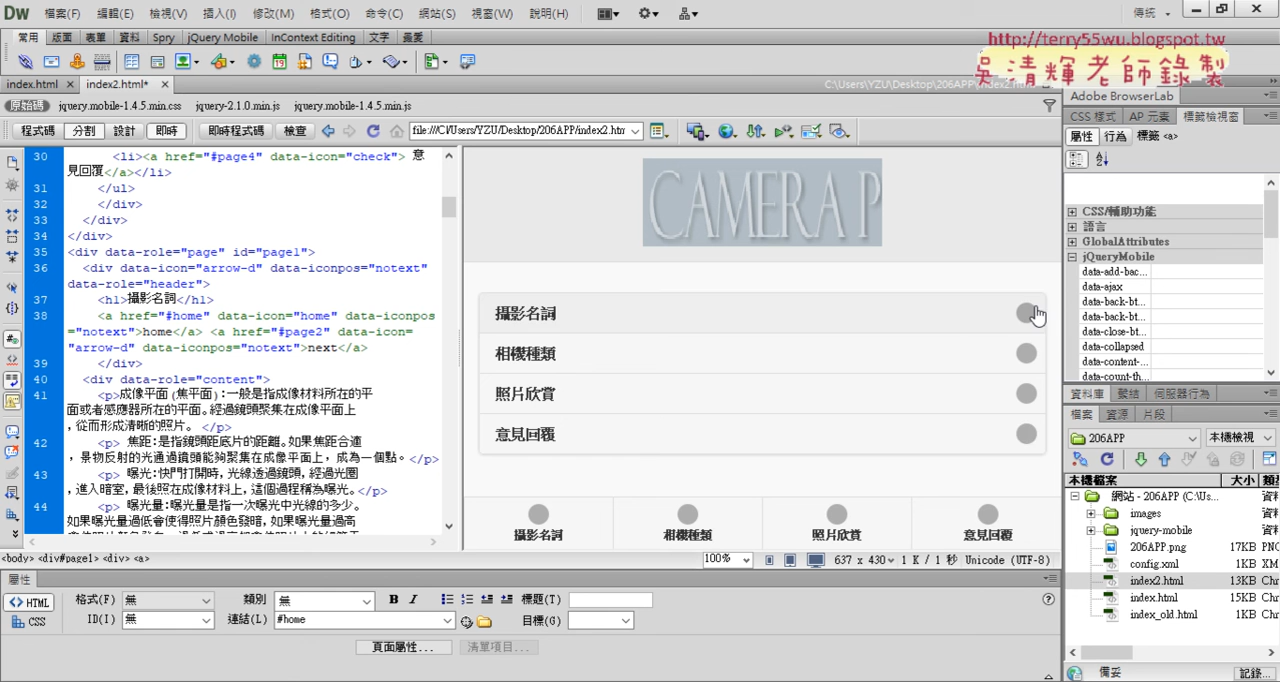 Dw 檔案(F) 編輯(E) 檢視(V) 插入(I) 修改(M) 格式(O) 命令(C) 網站(S) 視窗(W) 說明(H) 傳統
常用 版面 表單 資料 Spry jQuery Mobile InContext Editing 文字 最愛
http://terry55wu.blogspot.tw
吳清輝老師錄製
index.html index2.html* C:\Users\YZU\Desktop\206APP\index2.html
原始碼 jquery.mobile-1.4.5.min.css jquery-2.1.0.min.js jquery.mobile-1.4.5.min.js
程式碼 分割 設計 即時 即時程式碼 檢查 file:///C|/Users/YZU/Desktop/206APP/index2.htm
30 <li><a href="#page4" data-icon="check"> 意
見回覆</a></li>
31 </ul>
32 </div>
33 </div>
34 </div>
35 <div data-role="page" id="page1">
36 <div data-icon="arrow-d" data-iconpos="notext"
data-role="header">
37 <h1>攝影名詞</h1>
38 <a href="#home" data-icon="home" data-iconpos
="notext">home</a> <a href="#page2" data-icon=
"arrow-d" data-iconpos="notext">next</a>
39 </div>
40 <div data-role="content">
41 <p>成像平面(焦平面):一般是指成像材料所在的平
面或者感應器所在的平面。經過鏡頭聚集在成像平面上
,從而形成清晰的照片。 </p>
42 <p> 焦距:是指鏡頭距底片的距離。如果焦距合適
,景物反射的光通過鏡頭能夠聚集在成像平面上,成為一個點。</p>
43 <p> 曝光:快門打開時,光線透過鏡頭,經過光圈
,進入暗室,最後照在成像材料上,這個過程稱為曝光。</p>
44 <p> 曝光量:曝光量是指一次曝光中光線的多少。
如果曝光量過低會使得照片顏色發暗,如果曝光量過高
CAMERA P
攝影名詞
相機種類
照片欣賞
意見回覆
攝影名詞 相機種類 照片欣賞 意見回覆
<body> <div#page1> <div> <a> 100% 637 x 430 1 K / 1 秒 Unicode (UTF-8)
屬性
<> HTML 格式(F) 無 類別 無 B I 標題(T)
CSS ID(I) 無 連結(L) #home 目標(G)
頁面屬性... 清單項目...
Adobe BrowserLab
CSS 樣式 AP 元素 標籤檢視窗
屬性 行為 標籤 <a>
CSS/輔助功能
語言
GlobalAttributes
jQueryMobile
data-add-bac...
data-ajax
data-back-bt...
data-back-bt...
data-close-bt...
data-collapsed
data-content-
data-count-th...
資料庫 繫結 伺服器行為
檔案 資源 片段
206APP 本機檢視
本機檔案 大小 類
網站 - 206APP (C:\Us... 資
images 資
jquery-mobile 資
206APP.png 17KB PNG
config.xml 1KB XM
index2.html 13KB Chr
index.html 15KB Chr
index_old.html 1KB Chr
備妥 記錄...